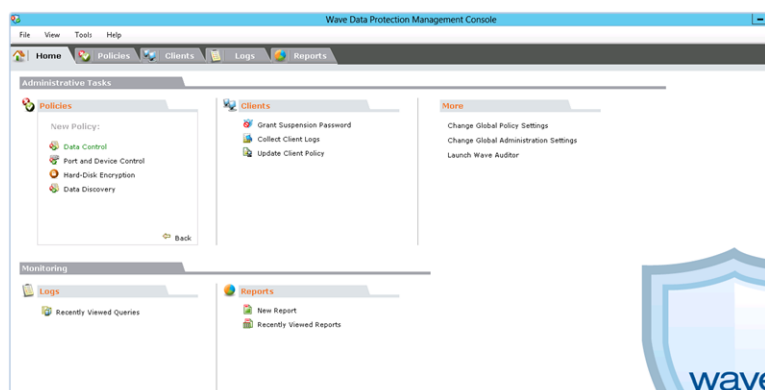 Wave Data Protection Management Console
File View Tools Help
Home Policies Clients Logs Reports
Administrative Tasks
Policies
New Policy:
Data Control
Port and Device Control
Hard-Disk Encryption
Data Discovery
Back
Clients
Grant Suspension Password
Collect Client Logs
Update Client Policy
More
Change Global Policy Settings
Change Global Administration Settings
Launch Wave Auditor
Monitoring
Logs
Recently Viewed Queries
Reports
New Report
Recently Viewed Reports
wave